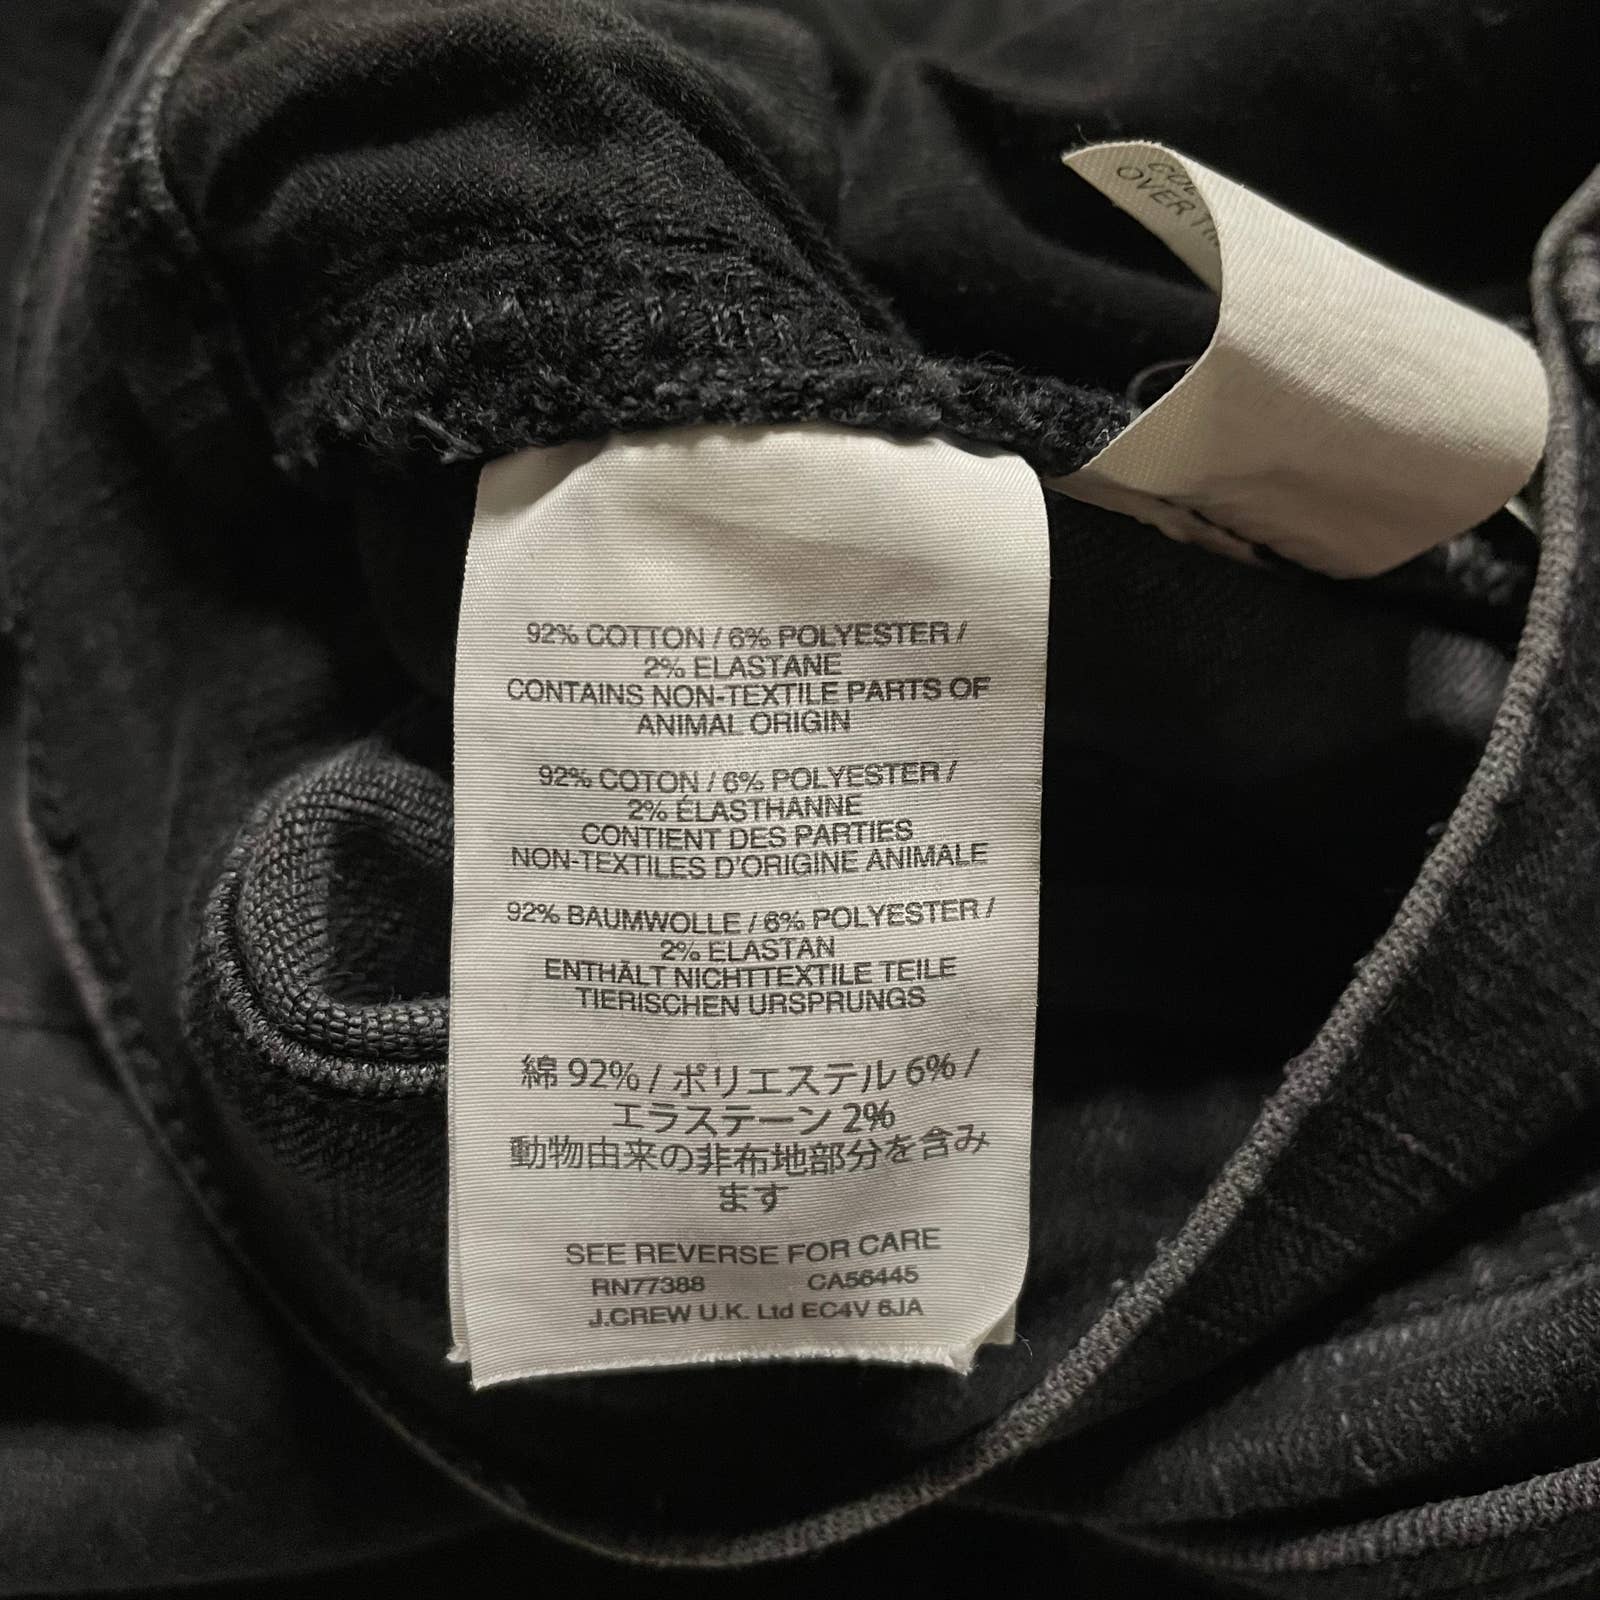 OVER
92% COTTON / 6% POLYESTER /
2% ELASTANE
CONTAINS NON-TEXTILE PARTS OF
ANIMAL ORIGIN
92% COTON / 6% POLYESTER /
2% ÉLASTHANNE
CONTIENT DES PARTIES
NON-TEXTILES D'ORIGINE ANIMALE
92% BAUMWOLLE / 6% POLYESTER /
2% ELASTAN
ENTHÄLT NICHTTEXTILE TEILE
TIERISCHEN URSPRUNGS
綿 92% / ポリエステル 6% /
エラステーン 2%
動物由来の非布地部分を含み
ます
SEE REVERSE FOR CARE
RN77388 CA56445
J.CREW U.K. Ltd EC4V 6JA